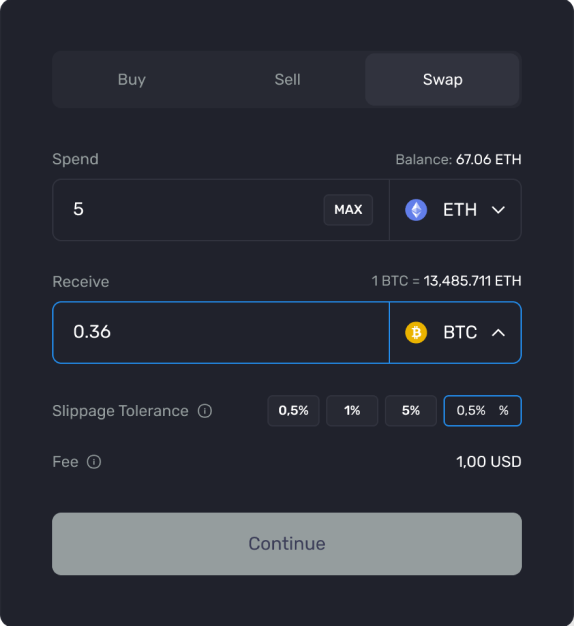 Buy Sell Swap
Spend Balance: 67.06 ETH
5 MAX ETH
Receive 1 BTC = 13,485.711 ETH
0.36 BTC
Slippage Tolerance 0,5% 1% 5% 0,5% %
Fee 1,00 USD
Continue